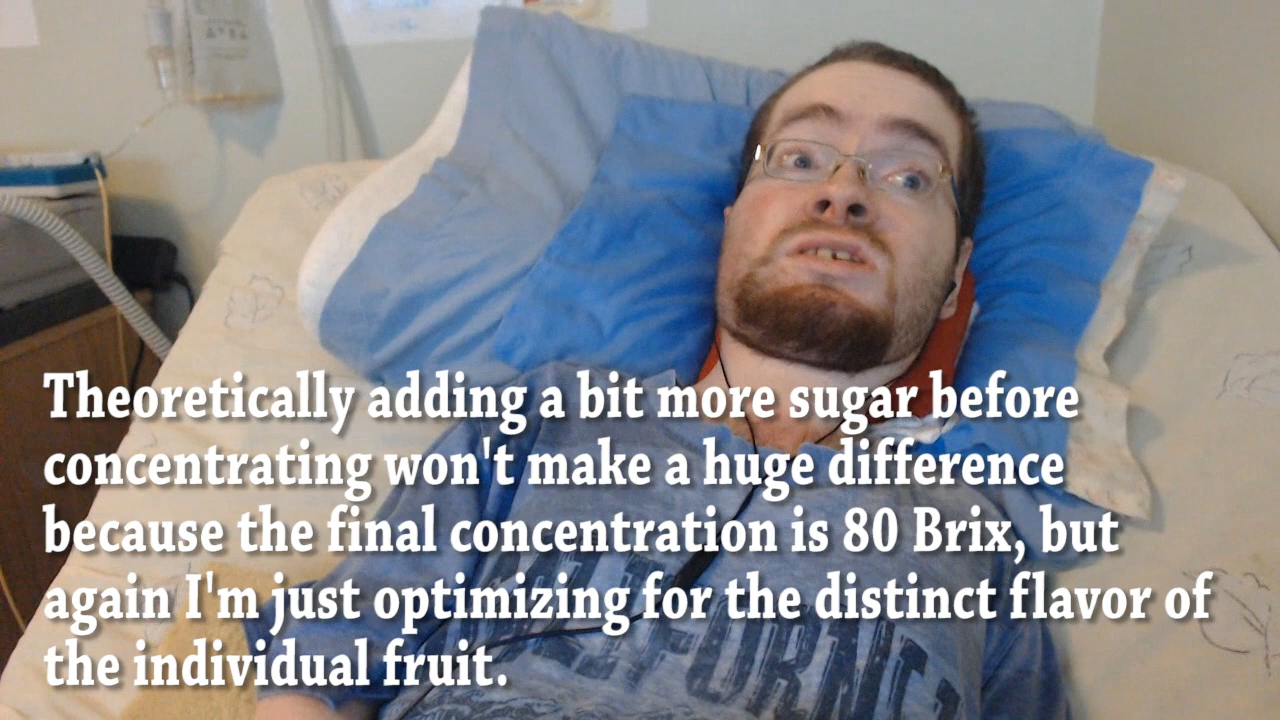 Theoretically adding a bit more sugar before
concentrating won't make a huge difference
because the final concentration is 80 Brix, but
again I'm just optimizing for the distinct flavor of
the individual fruit.